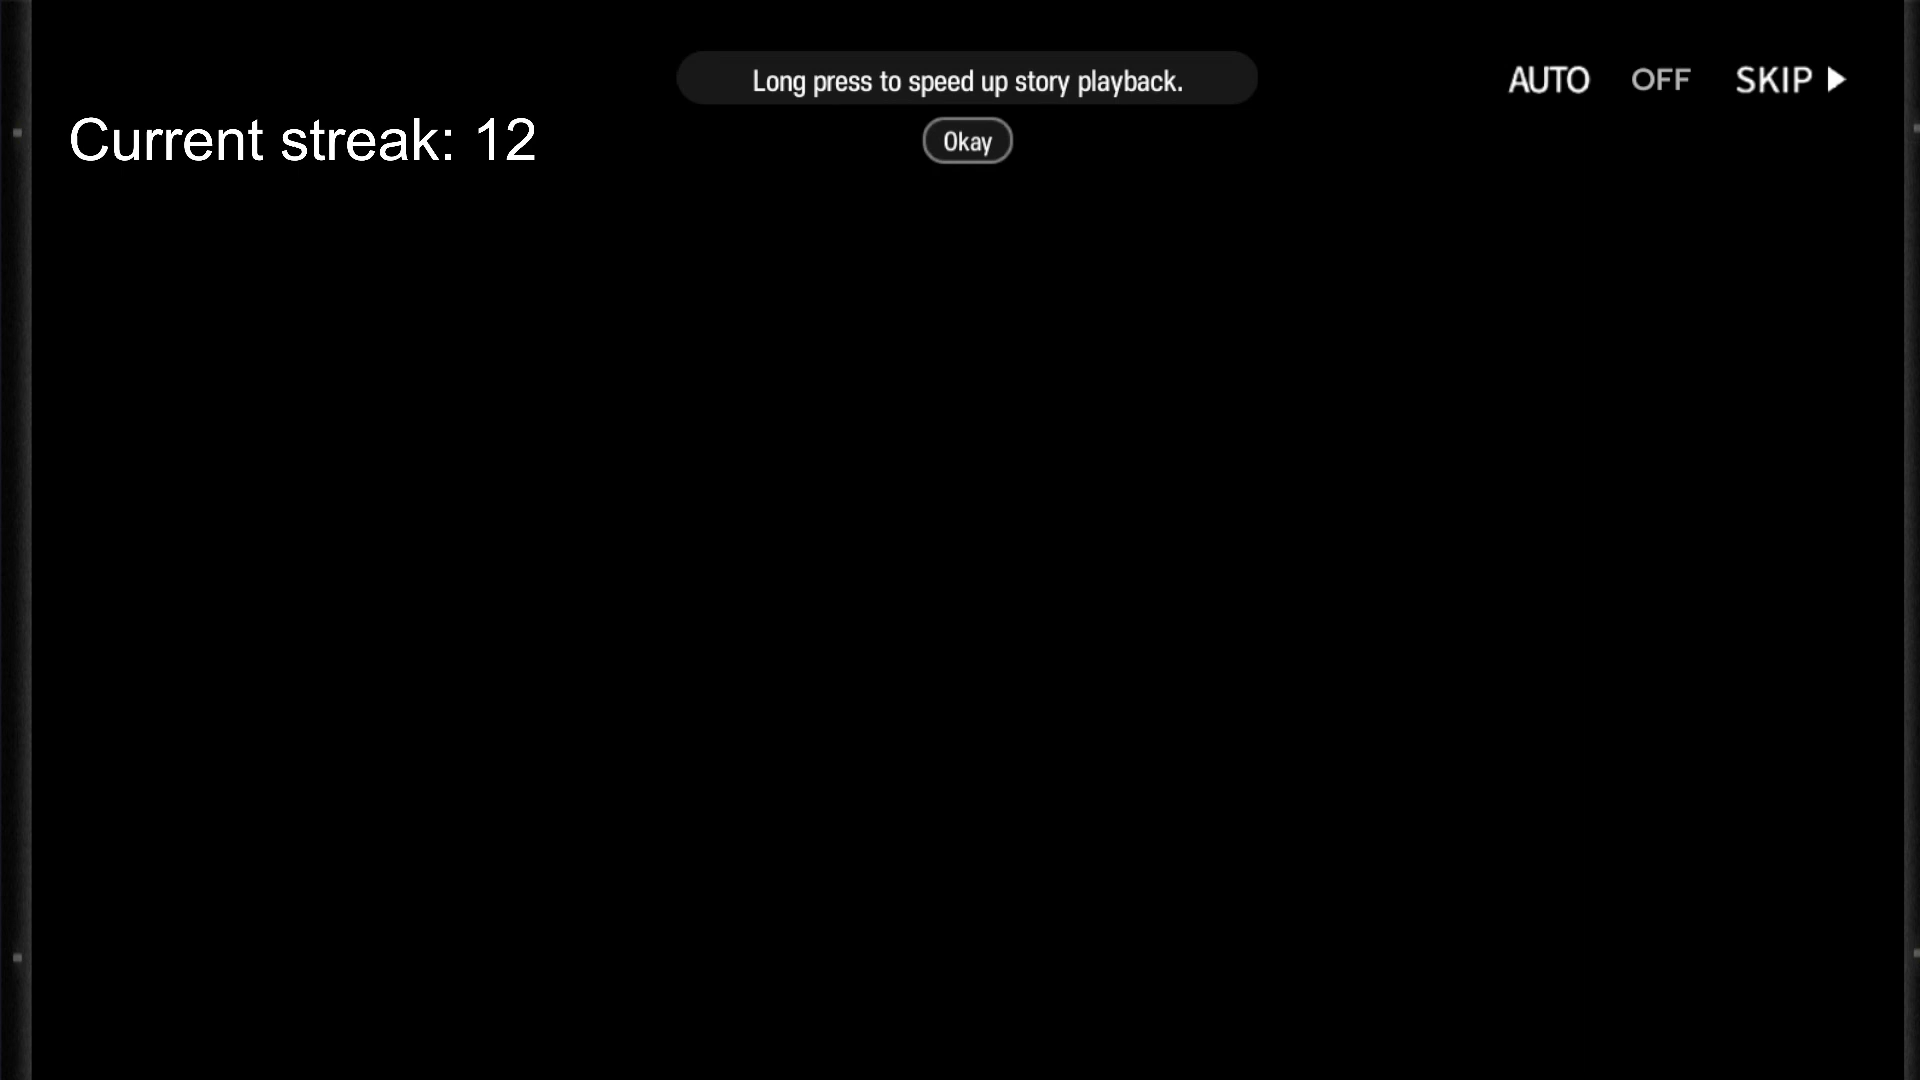 Long press to speed up story playback.
AUTO OFF SKIP
Current streak: 12
Okay